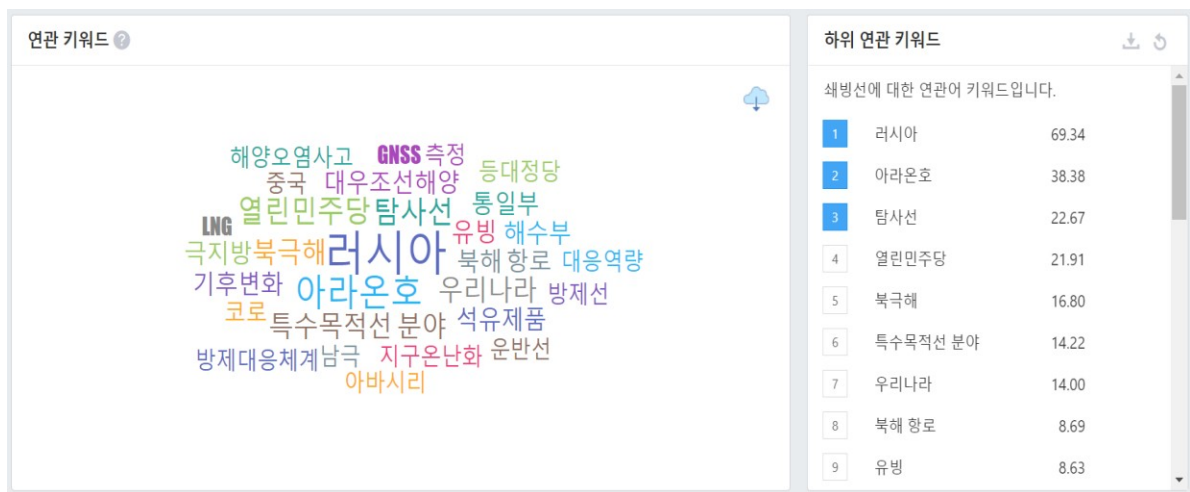 연관 키워드 ?
해양오염사고 GNSS 측정 등대정당
중국 대우조선해양
열린민주당 탐사선 통일부
LNG 유빙 해수부
극지방 북극해 러시아 북해 항로 대응역량
기후변화 아라온호 우리나라 방제선
코로 특수목적선 분야 석유제품
방제대응체계 남극 지구온난화 운반선
아바시리
하위 연관 키워드
쇄빙선에 대한 연관어 키워드입니다.
1 러시아 69.34
2 아라온호 38.38
3 탐사선 22.67
4 열린민주당 21.91
5 북극해 16.80
6 특수목적선 분야 14.22
7 우리나라 14.00
8 북해 항로 8.69
9 유빙 8.63